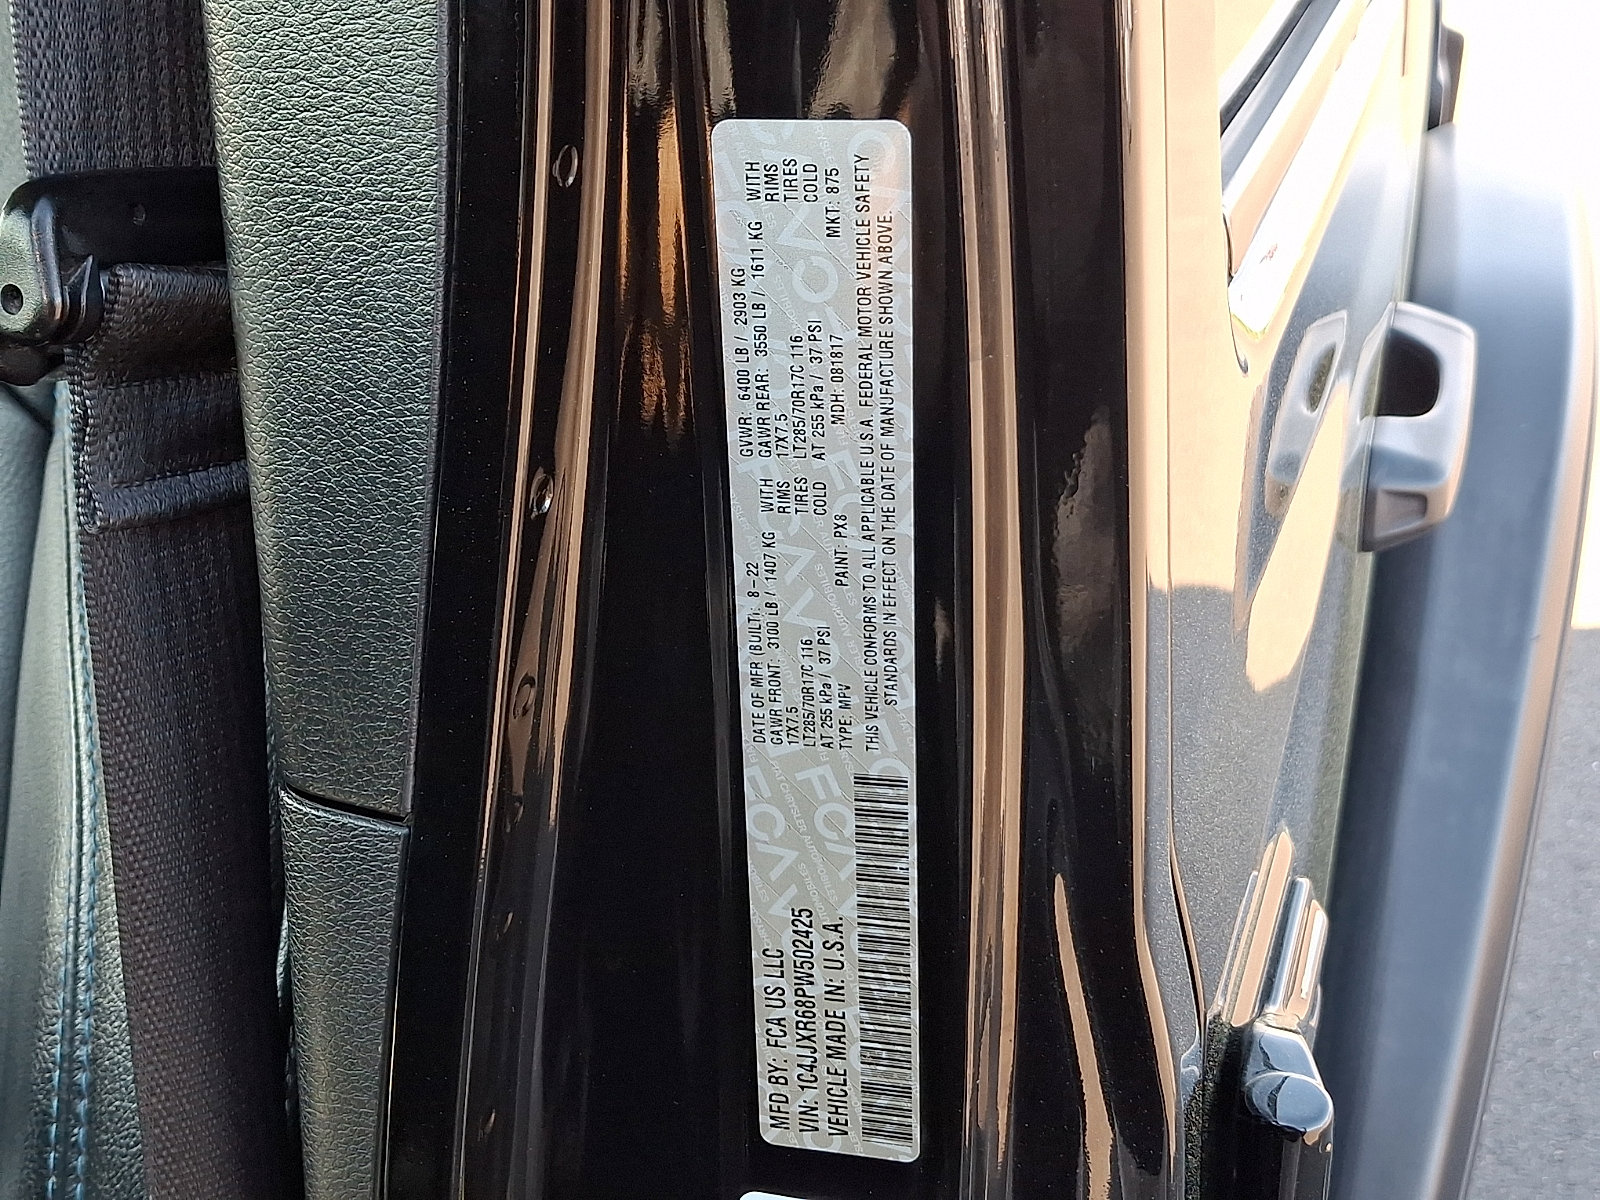 MFD BY: FCA US LLC
VIN: 1C4JJXR68PW502425
VEHICLE MADE IN: U.S.A.
DATE OF MFR (BUILT): 8-22 GVWR: 6400 LB / 2903 KG
GAWR FRONT: 3100 LB / 1407 KG WITH GAWR REAR: 3550 LB / 1611 KG WITH
17X7.5 RIMS 17X7.5 RIMS
LT285/70R17C 116 TIRES LT285/70R17C 116 TIRES
AT 255 kPa / 37 PSI COLD AT 255 kPa / 37 PSI COLD
TYPE: MPV PAINT: PX8 MDH: 081817 MKT: 875
THIS VEHICLE CONFORMS TO ALL APPLICABLE U.S.A. FEDERAL MOTOR VEHICLE SAFETY
STANDARDS IN EFFECT ON THE DATE OF MANUFACTURE SHOWN ABOVE.